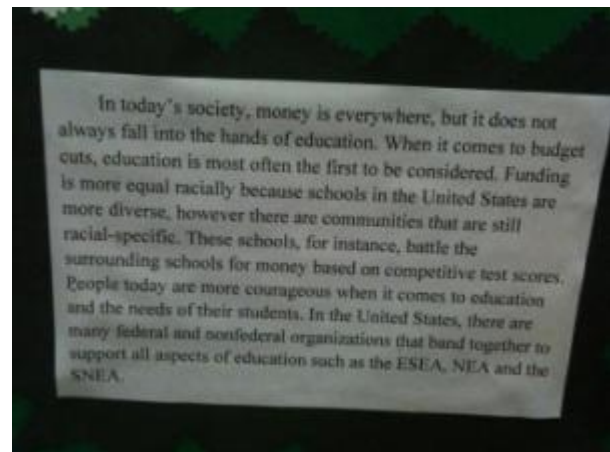 In today's society, money is everywhere, but it does not
always fall into the hands of education. When it comes to budget
cuts, education is most often the first to be considered. Funding
is more equal racially because schools in the United States are
more diverse, however there are communities that are still
racial-specific. These schools, for instance, battle the
surrounding schools for money based on competitive test scores.
People today are more courageous when it comes to education
and the needs of their students. In the United States, there are
many federal and nonfederal organizations that band together to
support all aspects of education such as the ESEA, NEA and the
SNEA.